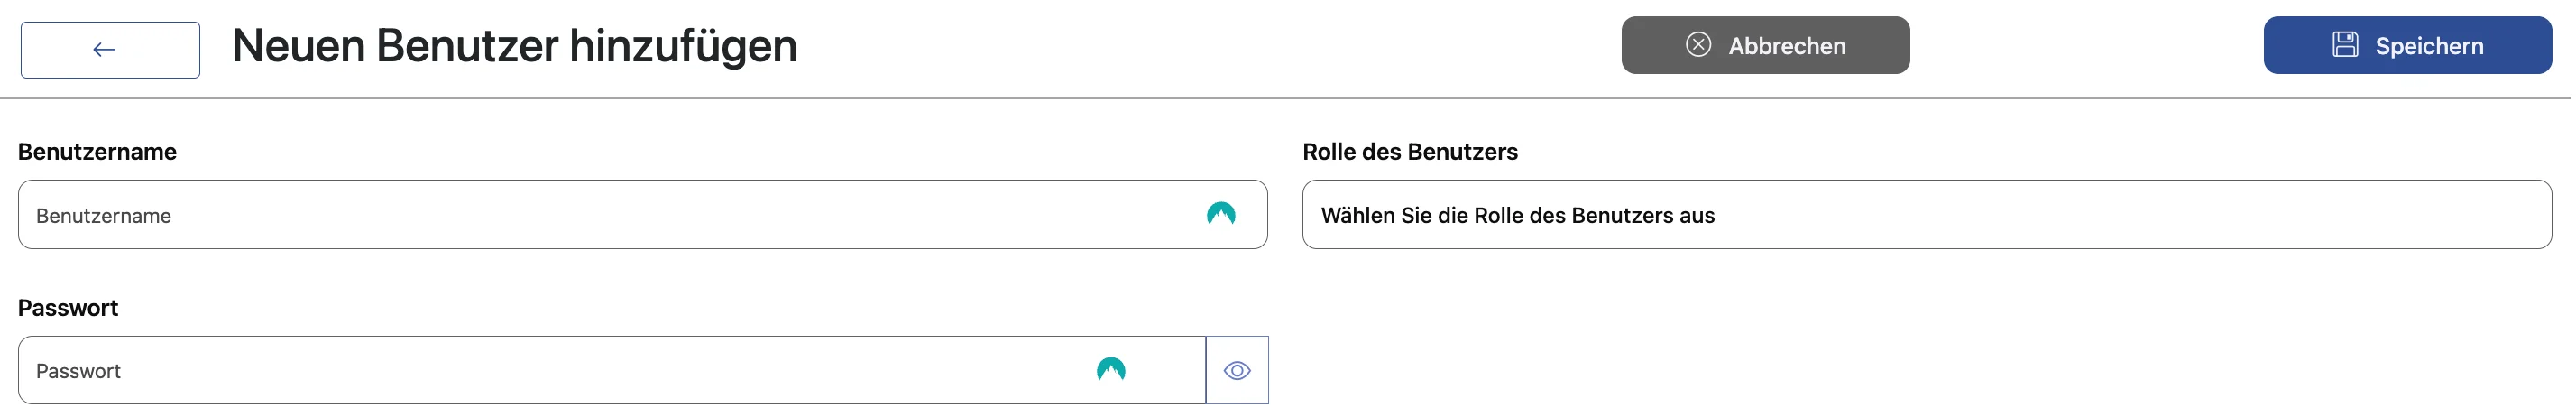 Neuen Benutzer hinzufügen
Abbrechen
Speichern
Benutzername
Rolle des Benutzers
Benutzername
Wählen Sie die Rolle des Benutzers aus
Passwort
Passwort